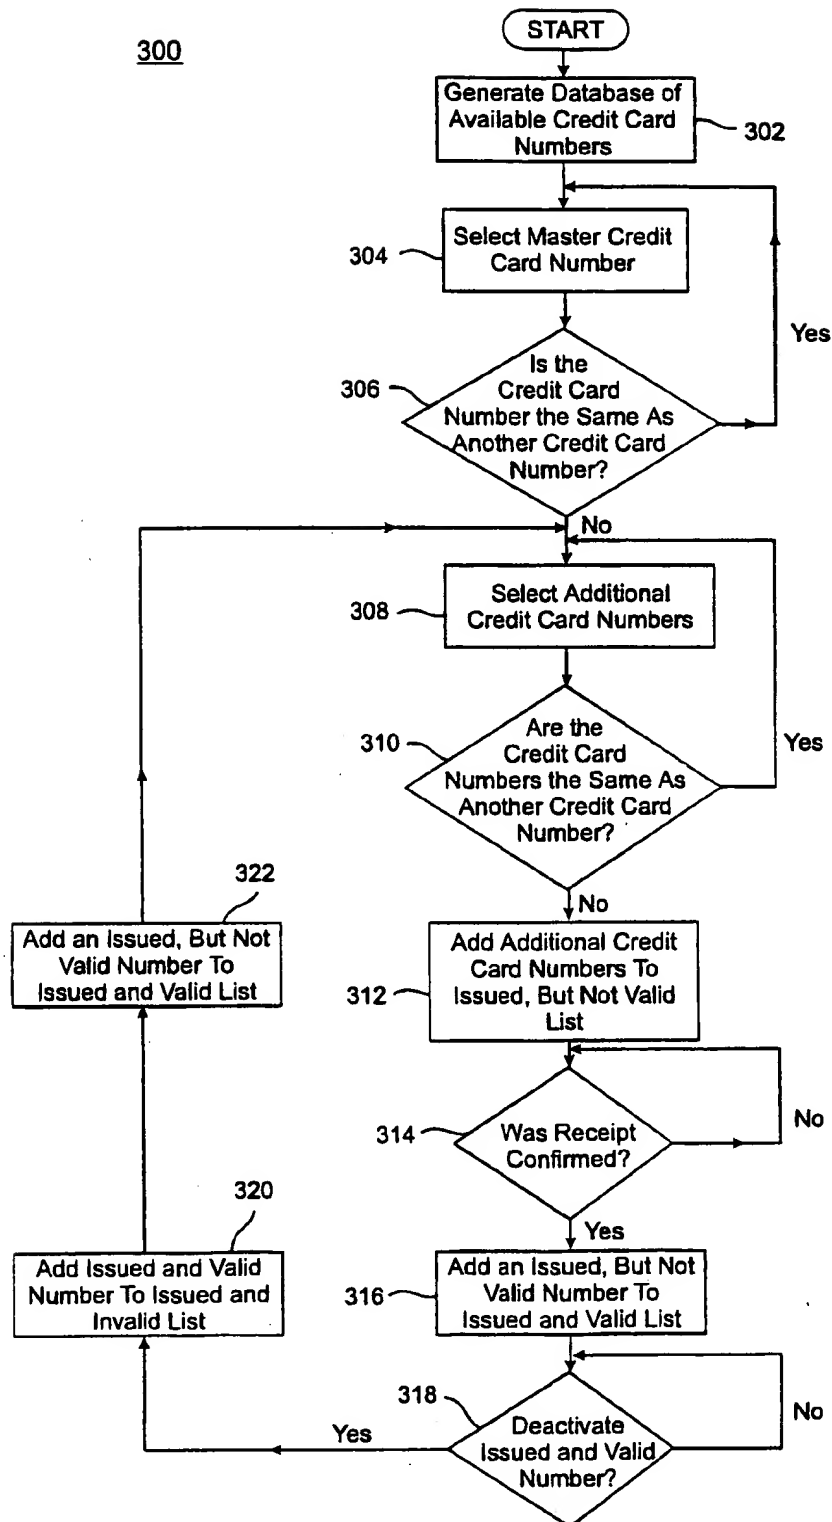 300
START
Generate Database of
Available Credit Card
Numbers
302
304
Select Master Credit
Card Number
Yes
306
Is the
Credit Card
Number the Same As
Another Credit Card
Number?
No
308
Select Additional
Credit Card Numbers
310
Are the
Credit Card
Numbers the Same As
Another Credit Card
Number?
Yes
No
322
Add an Issued, But Not
Valid Number To
Issued and Valid List
312
Add Additional Credit
Card Numbers To
Issued, But Not Valid
List
314
Was Receipt
Confirmed?
No
Yes
320
Add Issued and Valid
Number To Issued and
Invalid List
316
Add an Issued, But Not
Valid Number To
Issued and Valid List
318
Deactivate
Issued and Valid
Number?
No
Yes